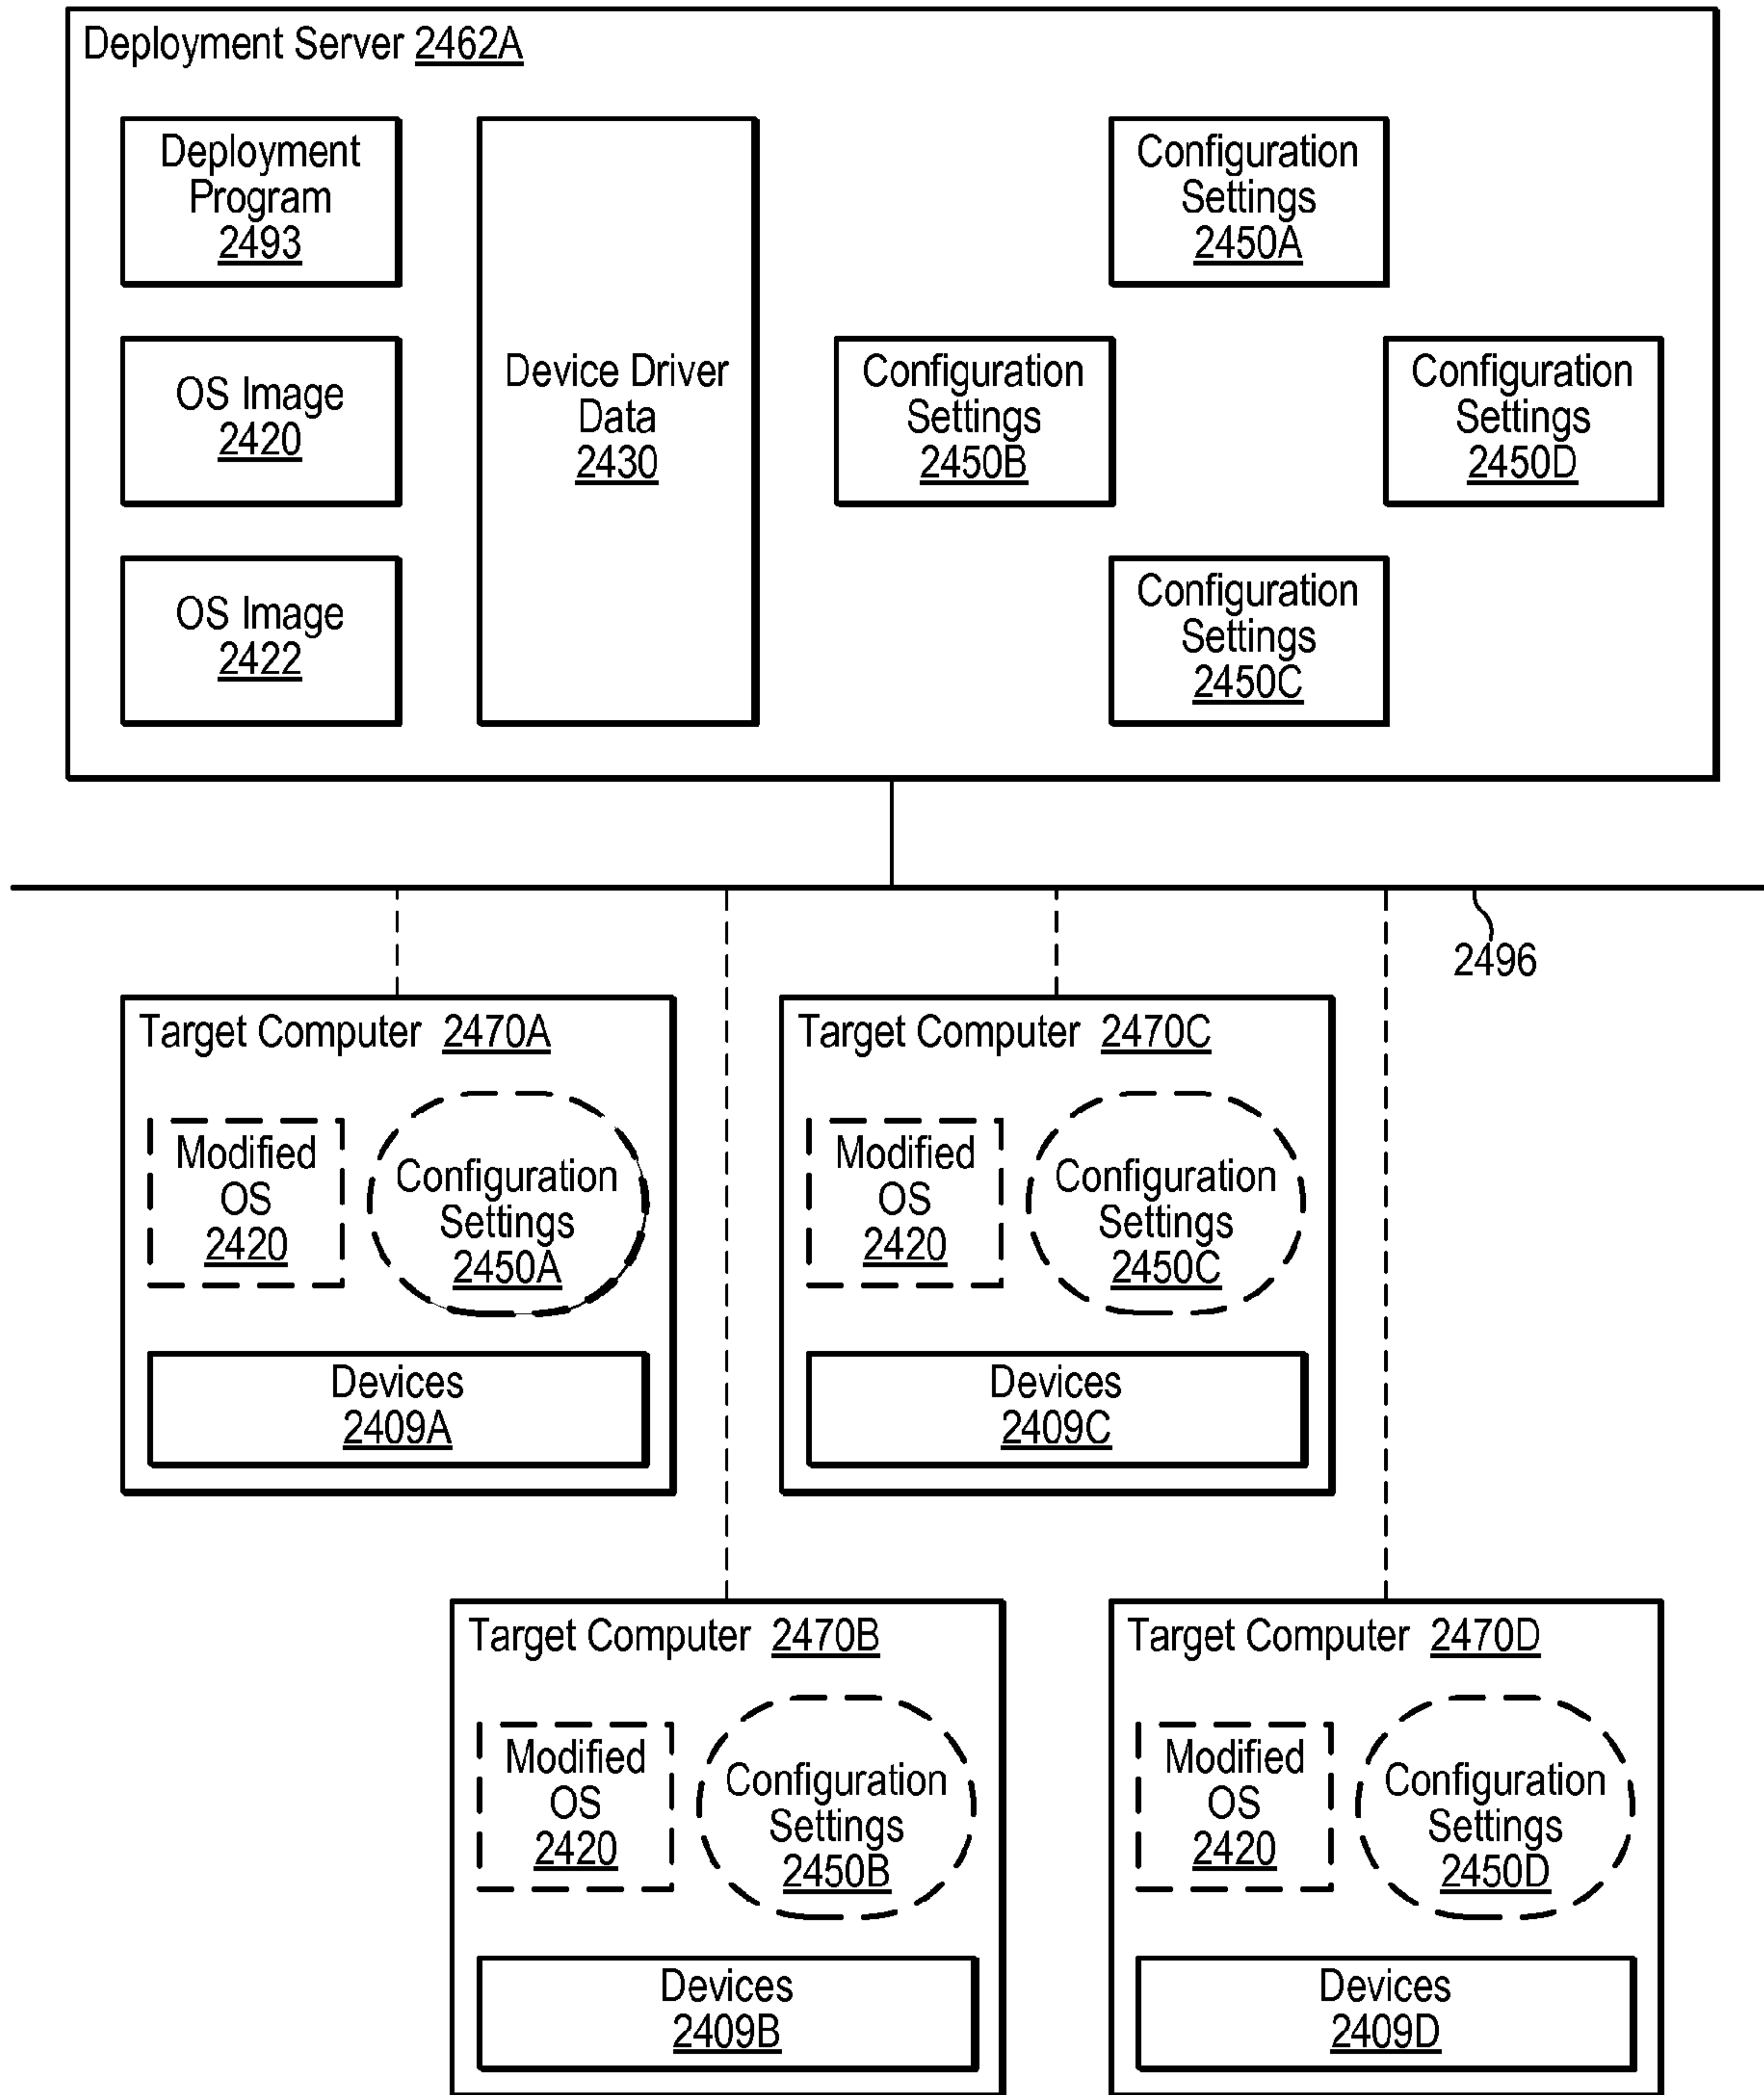 Deployment Server 2462A
Deployment
Program
2493
OS Image
2420
OS Image
2422
Device Driver
Data
2430
Configuration
Settings
2450A
Configuration
Settings
2450B
Configuration
Settings
2450D
Configuration
Settings
2450C
2496
Target Computer 2470A
Modified
OS
2420
Configuration
Settings
2450A
Devices
2409A
Target Computer 2470C
Modified
OS
2420
Configuration
Settings
2450C
Devices
2409C
Target Computer 2470B
Modified
OS
2420
Configuration
Settings
2450B
Devices
2409B
Target Computer 2470D
Modified
OS
2420
Configuration
Settings
2450D
Devices
2409D